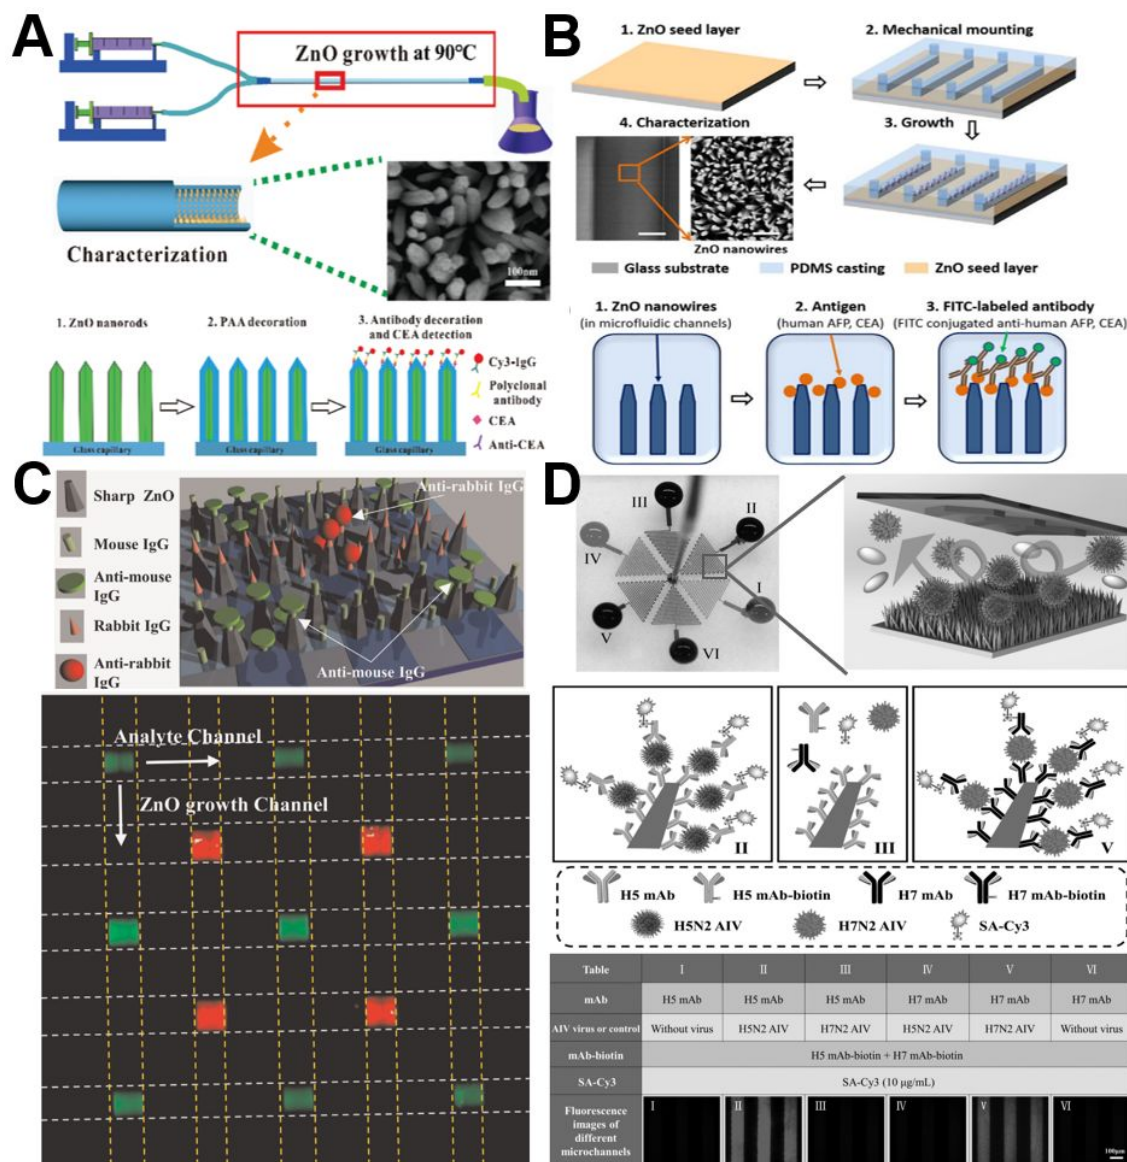 A
ZnO growth at 90℃
Characterization
100nm
1. ZnO nanorods
2. PAA decoration
3. Antibody decoration
and CEA detection
Cy3-IgG
Polyclonal
antibody
CEA
Anti-CEA
Glass capillary
Glass capillary
Glass capillary
B
1. ZnO seed layer
2. Mechanical mounting
4. Characterization
3. Growth
ZnO nanowires
Glass substrate
PDMS casting
ZnO seed layer
1. ZnO nanowires
(in microfluidic channels)
2. Antigen
(human AFP, CEA)
3. FITC-labeled antibody
(FITC conjugated anti-human AFP, CEA)
C
Sharp ZnO
Mouse IgG
Anti-mouse
IgG
Rabbit IgG
Anti-rabbit
IgG
Anti-rabbit IgG
Anti-mouse IgG
Analyte Channel
ZnO growth Channel
D
III
II
IV
I
V
VI
II
III
V
H5 mAb
H5 mAb-biotin
H7 mAb
H7 mAb-biotin
H5N2 AIV
H7N2 AIV
SA-Cy3
Table I II III IV V VI
mAb H5 mAb H5 mAb H5 mAb H7 mAb H7 mAb H7 mAb
AIV virus or control Without virus H5N2 AIV H7N2 AIV H5N2 AIV H7N2 AIV Without virus
mAb-biotin H5 mAb-biotin + H7 mAb-biotin
SA-Cy3 SA-Cy3 (10 μg/mL)
Fluorescence
images of
different
microchannels
I II III IV V VI
100μm